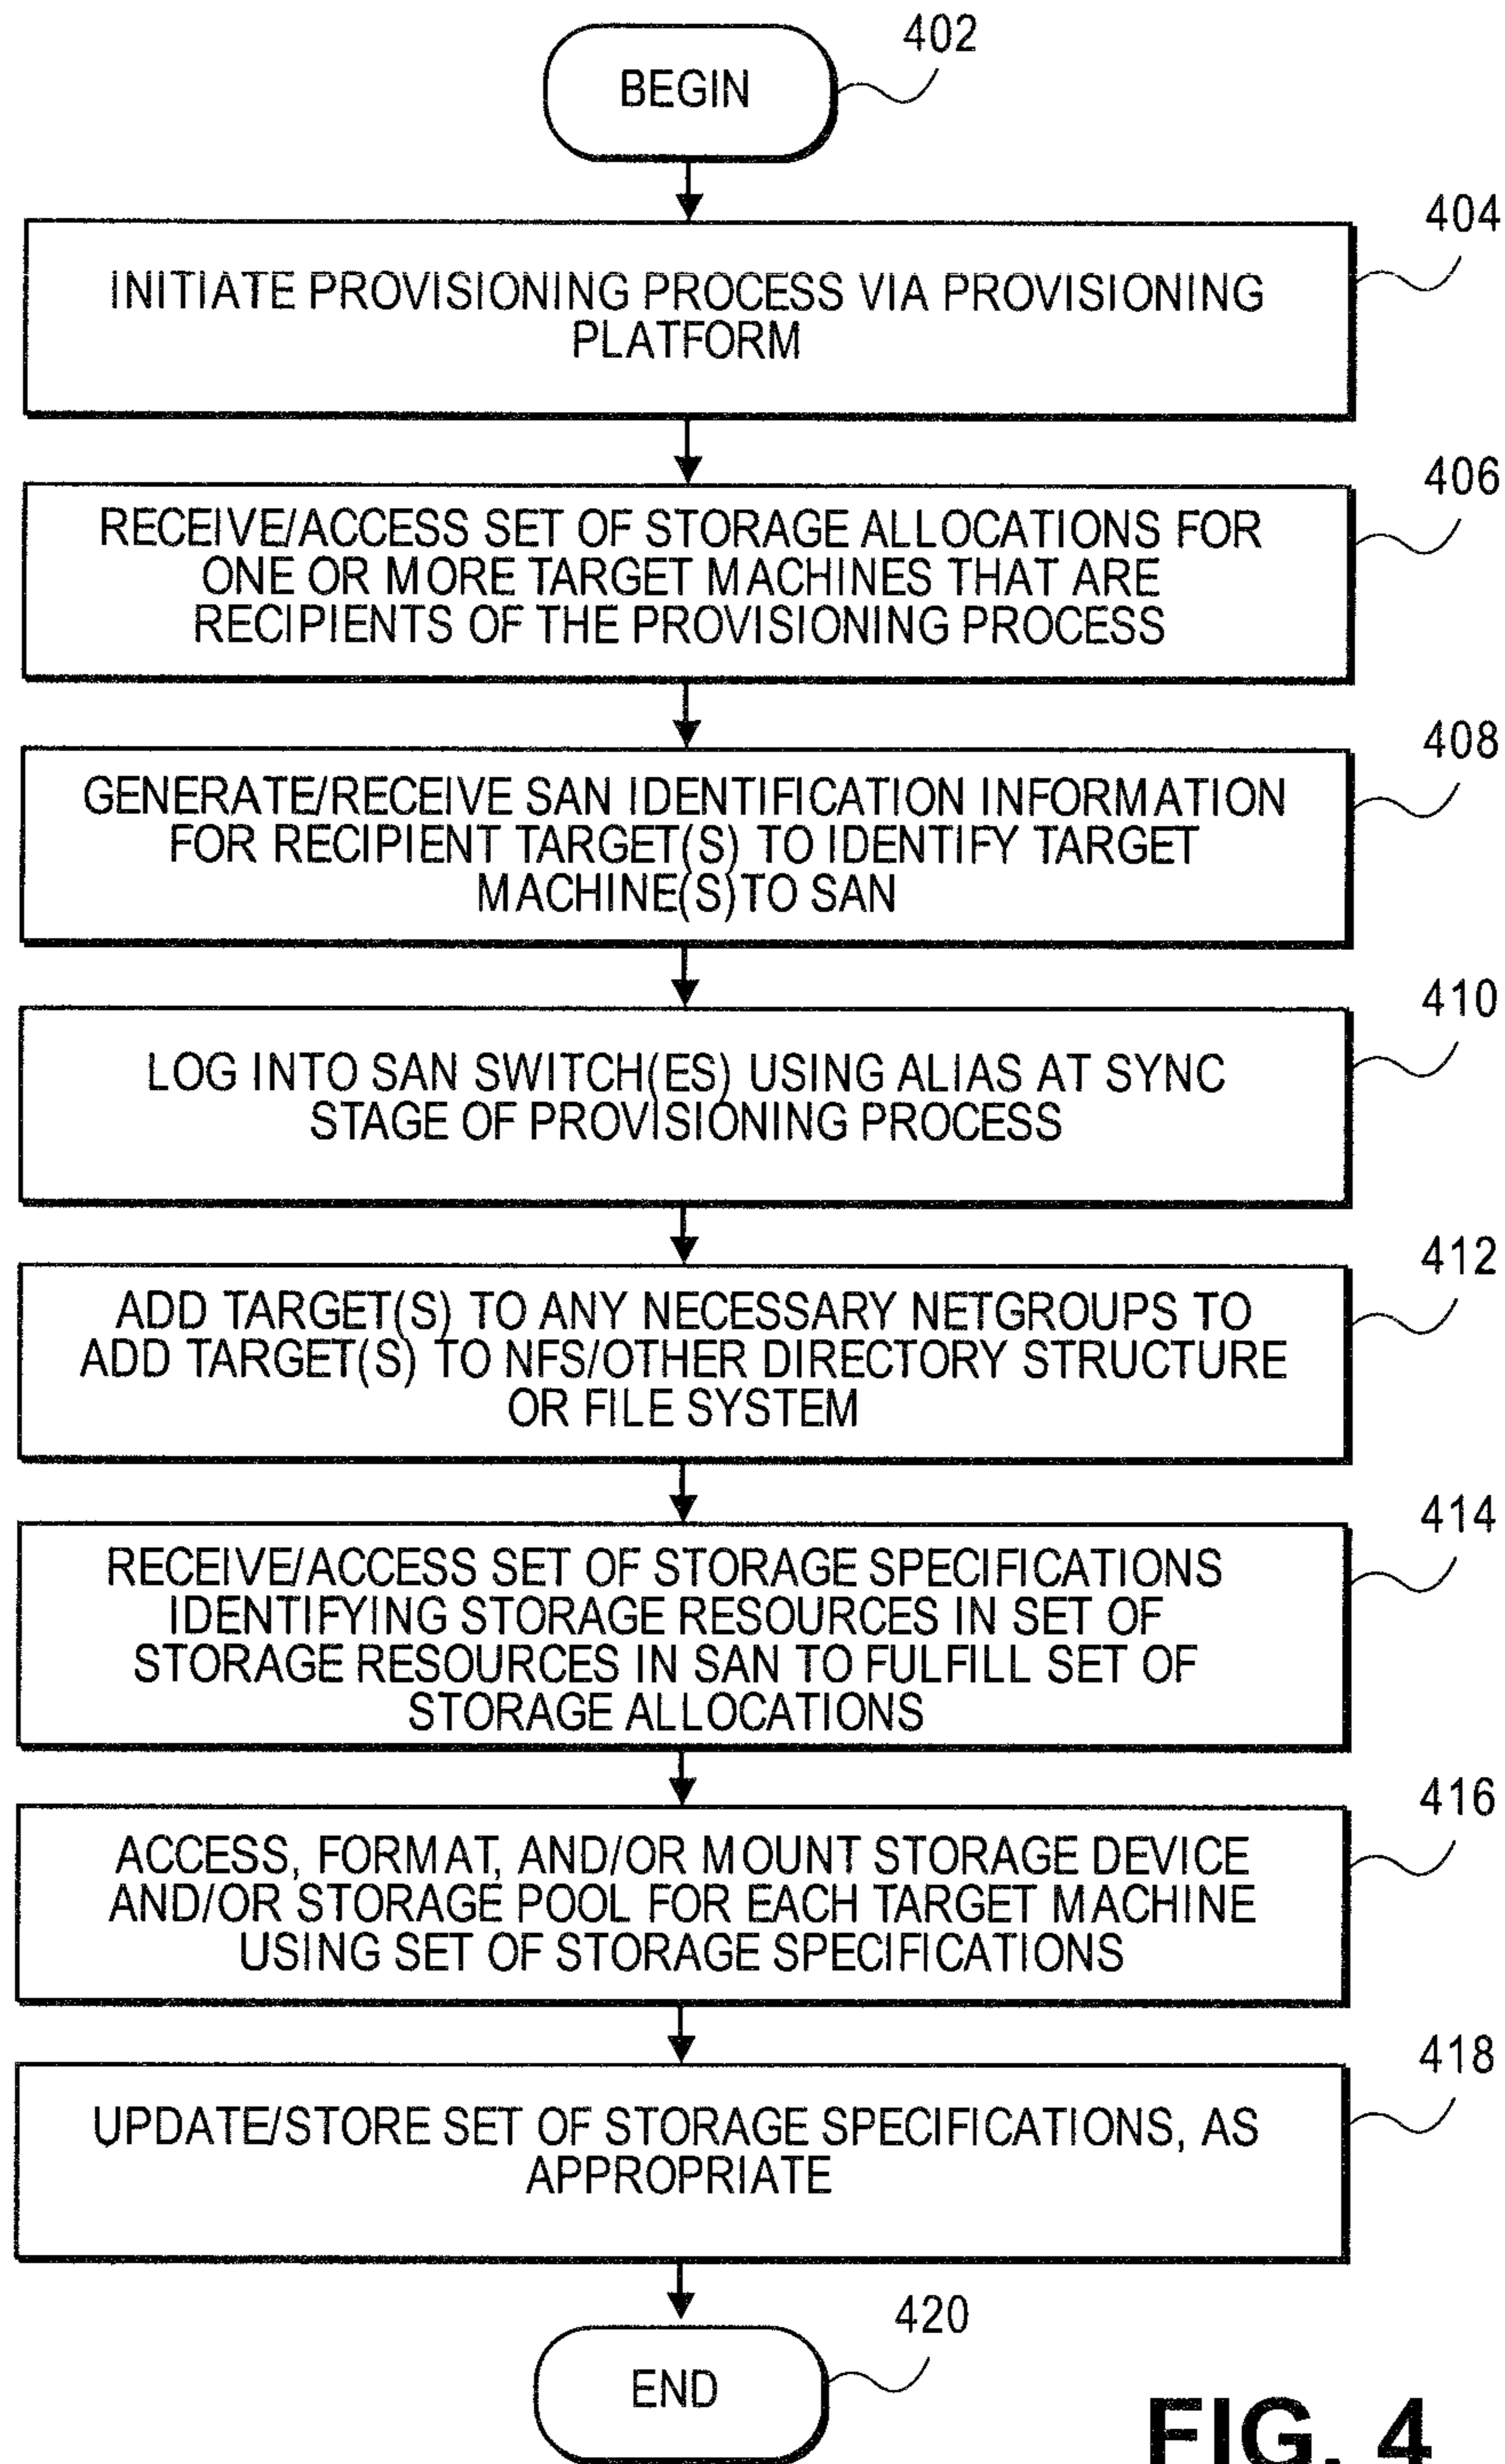 402
BEGIN
404
INITIATE PROVISIONING PROCESS VIA PROVISIONING
PLATFORM
406
RECEIVE/ACCESS SET OF STORAGE ALLOCATIONS FOR
ONE OR MORE TARGET MACHINES THAT ARE
RECIPIENTS OF THE PROVISIONING PROCESS
408
GENERATE/RECEIVE SAN IDENTIFICATION INFORMATION
FOR RECIPIENT TARGET(S) TO IDENTIFY TARGET
MACHINE(S)TO SAN
410
LOG INTO SAN SWITCH(ES) USING ALIAS AT SYNC
STAGE OF PROVISIONING PROCESS
412
ADD TARGET(S) TO ANY NECESSARY NETGROUPS TO
ADD TARGET(S) TO NFS/OTHER DIRECTORY STRUCTURE
OR FILE SYSTEM
414
RECEIVE/ACCESS SET OF STORAGE SPECIFICATIONS
IDENTIFYING STORAGE RESOURCES IN SET OF
STORAGE RESOURCES IN SAN TO FULFILL SET OF
STORAGE ALLOCATIONS
416
ACCESS, FORMAT, AND/OR MOUNT STORAGE DEVICE
AND/OR STORAGE POOL FOR EACH TARGET MACHINE
USING SET OF STORAGE SPECIFICATIONS
418
UPDATE/STORE SET OF STORAGE SPECIFICATIONS, AS
APPROPRIATE
420
END
FIG. 4